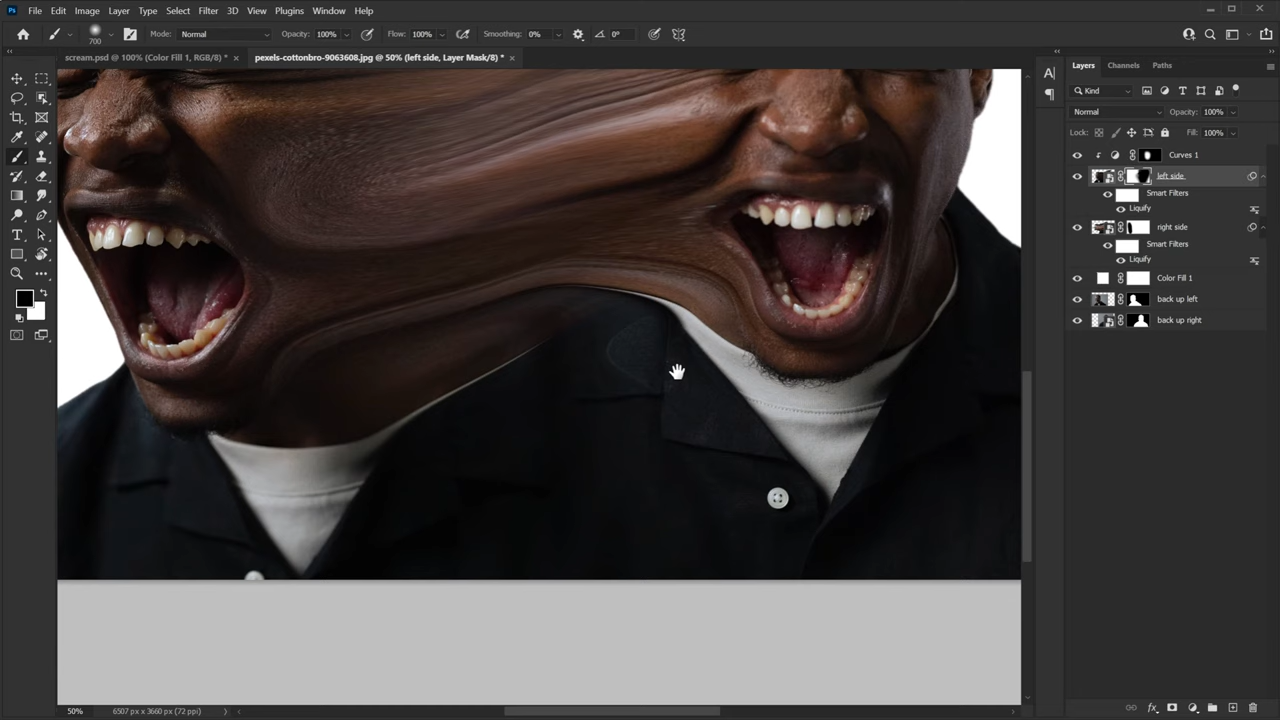 Ps File Edit Image Layer Type Select Filter 3D View Plugins Window Help
700 Mode: Normal Opacity: 100% Flow: 100% Smoothing: 0% 0°
scream.psd @ 100% (Color Fill 1, RGB/8) * × pexels-cottonbro-9063608.jpg @ 50% (left side, Layer Mask/8) * ×
Layers Channels Paths
Kind
Normal Opacity: 100%
Lock: Fill: 100%
Curves 1
left side
Smart Filters
Liquify
right side
Smart Filters
Liquify
Color Fill 1
back up left
back up right
50% 6507 px x 3660 px (72 ppi)